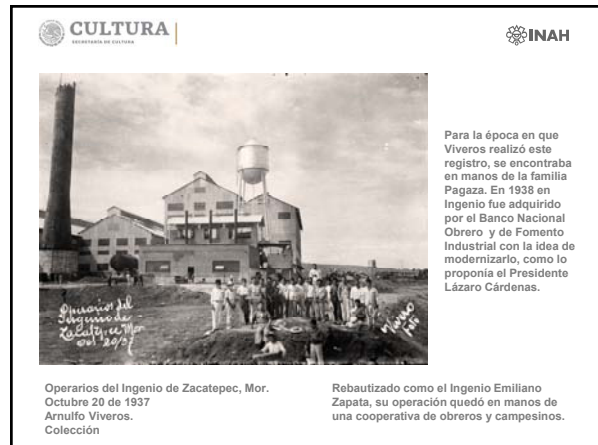 CULTURA
SECRETARÍA DE CULTURA
INAH
Para la época en que
Viveros realizó este
registro, se encontraba
en manos de la familia
Pagaza. En 1938 en
Ingenio fue adquirido
por el Banco Nacional
Obrero y de Fomento
Industrial con la idea de
modernizarlo, como lo
proponía el Presidente
Lázaro Cárdenas.
Operarios del
Ingenio de
Zacatepec Mor
Oct 20/37
Foto
Operarios del Ingenio de Zacatepec, Mor.
Octubre 20 de 1937
Arnulfo Viveros.
Colección
Rebautizado como el Ingenio Emiliano
Zapata, su operación quedó en manos de
una cooperativa de obreros y campesinos.